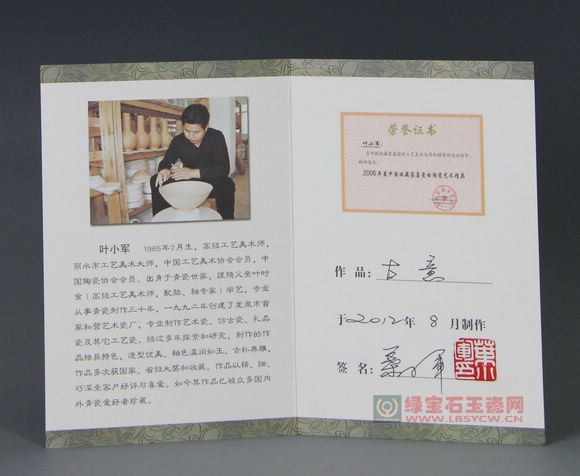 叶小军 1965年7月生，高级工艺美术师，
丽水市工艺美术大师，中国工艺美术协会会员，中
国陶瓷协会会员。出身于青瓷世家，跟随父亲叶时
金（高级工艺美术师，配胎、釉专家）学艺，专业
从事青瓷制作三十年，一九九二年创建了龙泉市首
家私营艺术瓷厂，专业制作艺术瓷、仿古瓷、礼品
瓷及其它工艺瓷。经过多年探索和研究，制作的作
品独具特色，造型优美、釉色温润如玉、古朴典雅，
作品多次获国家、省级大奖和收藏。作品以精、细、
巧深受客户好评与喜爱。如今其作品已被众多国内
外青瓷爱好者珍藏。
荣誉证书
叶小军：
2006年度中国收藏家喜爱的陶瓷艺术精英
作品：古意
于2012年8月制作
签名：
绿宝石玉瓷网
WWW.LBSYCW.CN